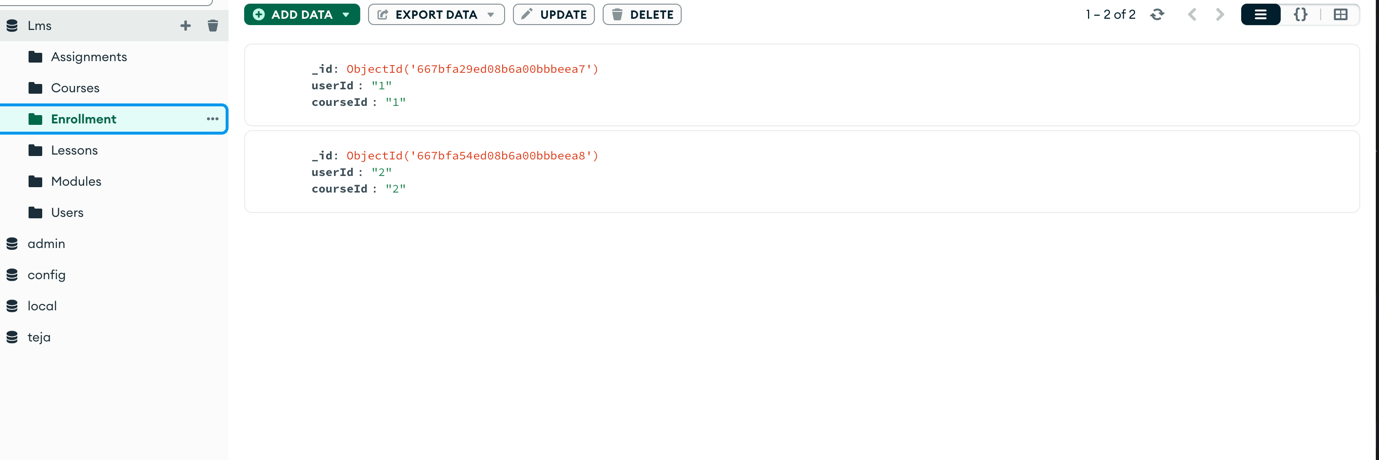 Lms
Assignments
Courses
Enrollment
Lessons
Modules
Users
admin
config
local
teja
ADD DATA EXPORT DATA UPDATE DELETE 1 – 2 of 2 {}
_id: ObjectId('667bfa29ed08b6a00bbbeea7')
userId : "1"
courseId : "1"
_id: ObjectId('667bfa54ed08b6a00bbbeea8')
userId : "2"
courseId : "2"